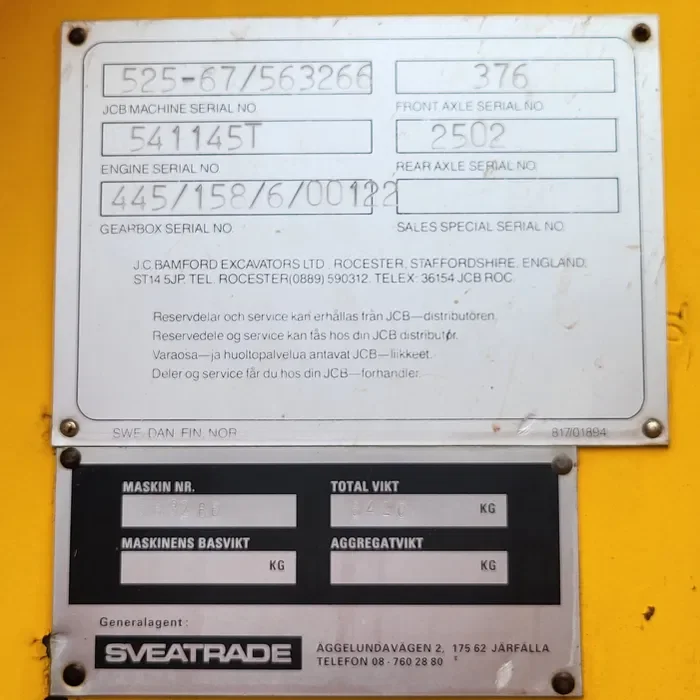 525-67/563266 376
JCB MACHINE SERIAL NO FRONT AXLE SERIAL NO
541145T 2502
ENGINE SERIAL NO REAR AXLE SERIAL NO
445/158/6/00122
GEARBOX SERIAL NO. SALES SPECIAL SERIAL NO.
J.C BAMFORD EXCAVATORS LTD. ROCESTER, STAFFORDSHIRE, ENGLAND.
ST14 5JP. TEL. ROCESTER(0889) 590312. TELEX: 36154 JCB ROC.
Reservdelar och service kan erhållas från JCB—distributören.
Reservedele og service kan fås hos din JCB distributør.
Varaosa—ja huoltopalvelua antavat JCB—liikkeet.
Deler og service får du hos din JCB—forhandler.
SWE, DAN, FIN, NOR 817/01894
MASKIN NR. TOTAL VIKT
KG
MASKINENS BASVIKT AGGREGATVIKT
KG KG
Generalagent:
SVEATRADE ÄGGELUNDAVÄGEN 2, 175 62 JÄRFÄLLA
TELEFON 08-760 28 80